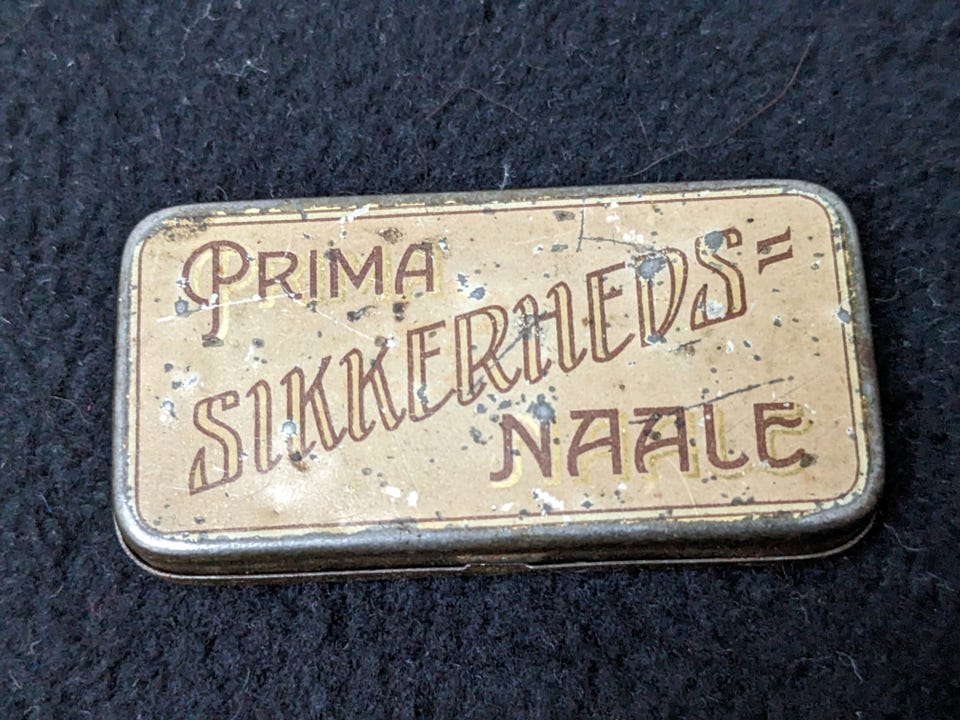 PRIMA
SIKKERHEDS=
NAALE